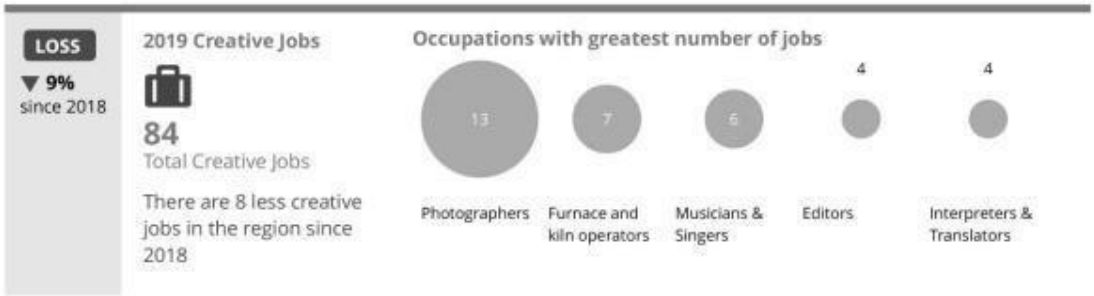 LOSS
▼ 9%
since 2018
2019 Creative Jobs
84
Total Creative Jobs
There are 8 less creative
jobs in the region since
2018
Occupations with greatest number of jobs
13
7
6
4
4
Photographers
Furnace and
kiln operators
Musicians &
Singers
Editors
Interpreters &
Translators